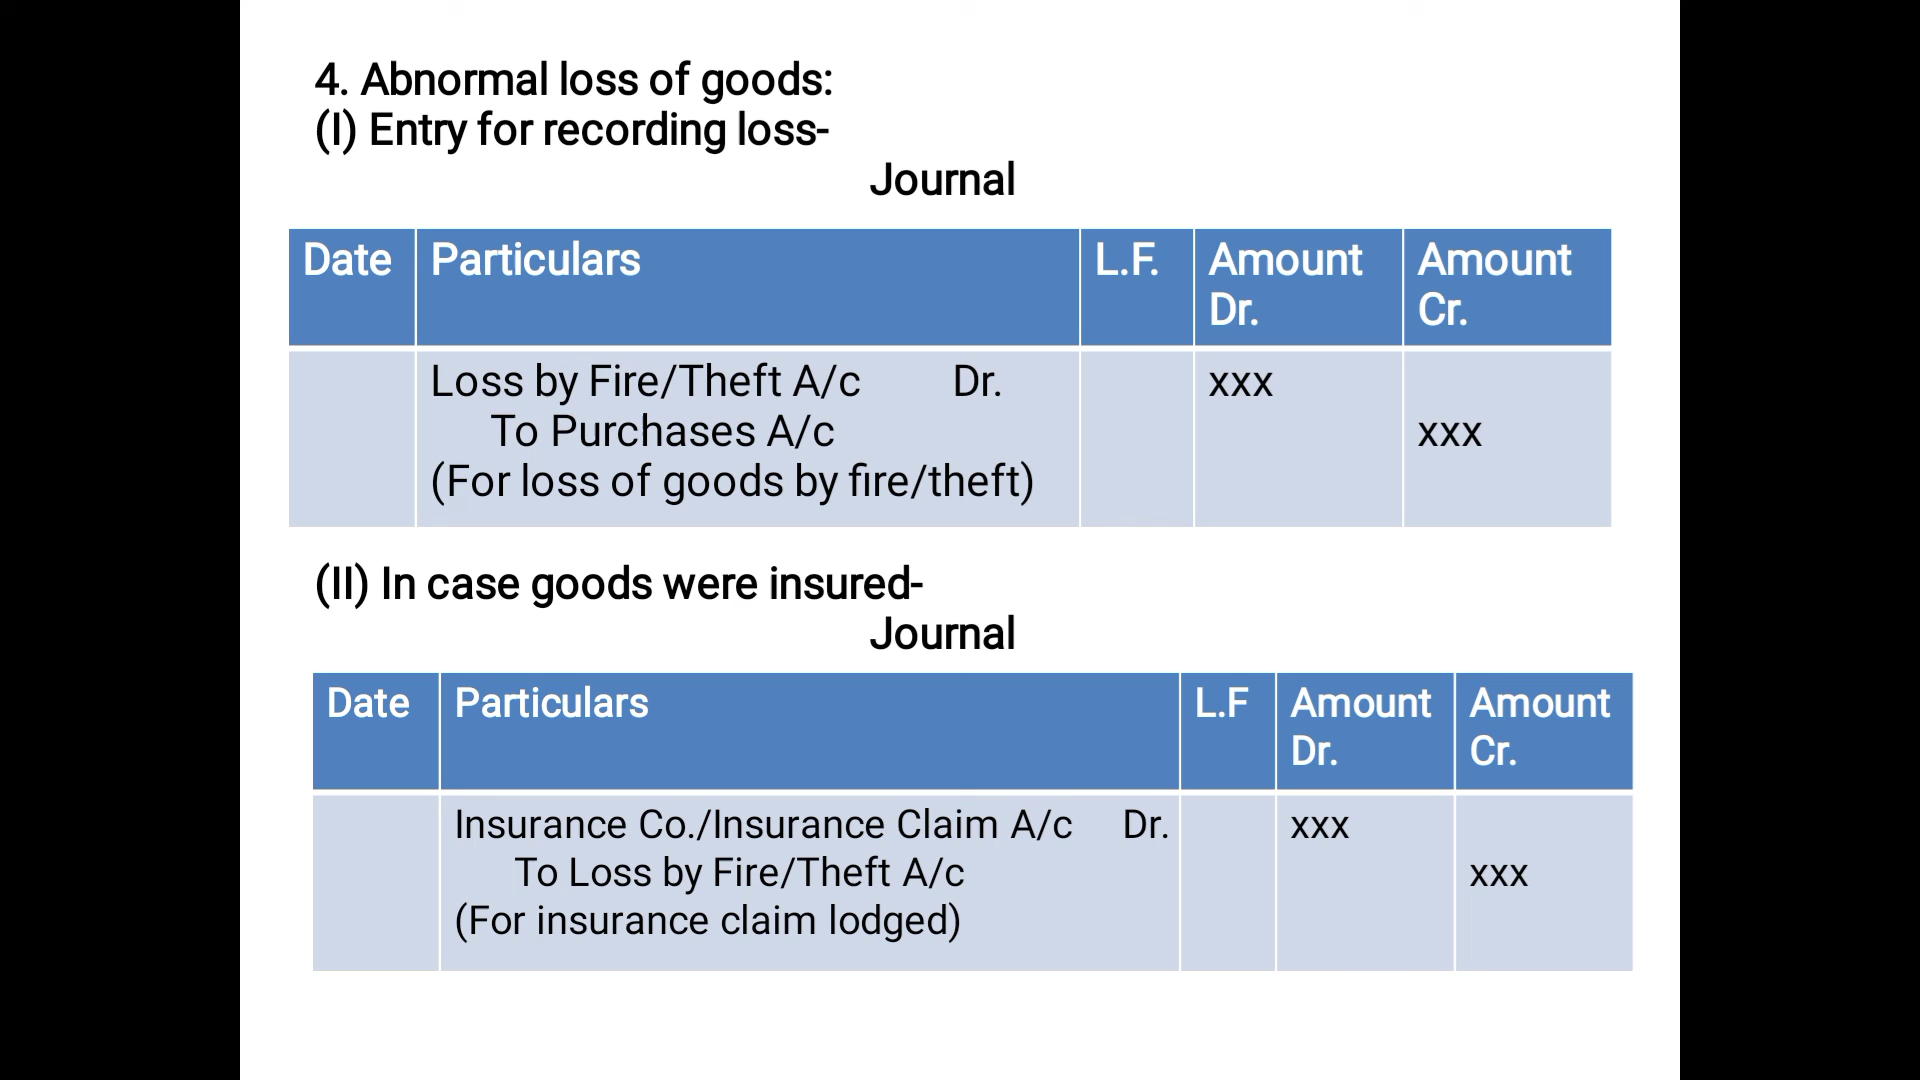 4. Abnormal loss of goods:
(I) Entry for recording loss-
Journal
Date Particulars L.F. Amount Dr. Amount Cr.
Loss by Fire/Theft A/c Dr. xxx
To Purchases A/c xxx
(For loss of goods by fire/theft)
(II) In case goods were insured-
Journal
Date Particulars L.F Amount Dr. Amount Cr.
Insurance Co./Insurance Claim A/c Dr. xxx
To Loss by Fire/Theft A/c xxx
(For insurance claim lodged)